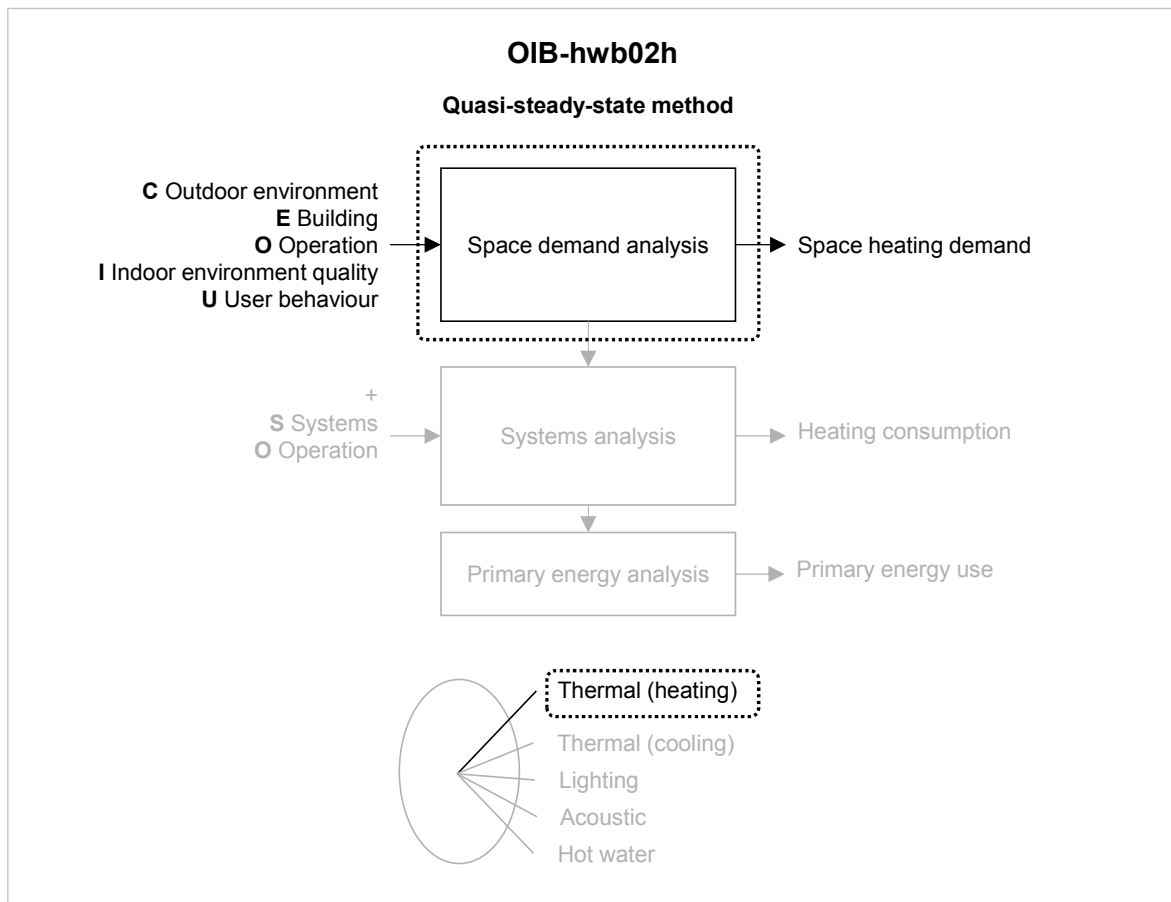 OIB-hwb02h
Quasi-steady-state method
C Outdoor environment
E Building
O Operation
I Indoor environment quality
U User behaviour
Space demand analysis
Space heating demand
+
S Systems
O Operation
Systems analysis
Heating consumption
Primary energy analysis
Primary energy use
Thermal (heating)
Thermal (cooling)
Lighting
Acoustic
Hot water